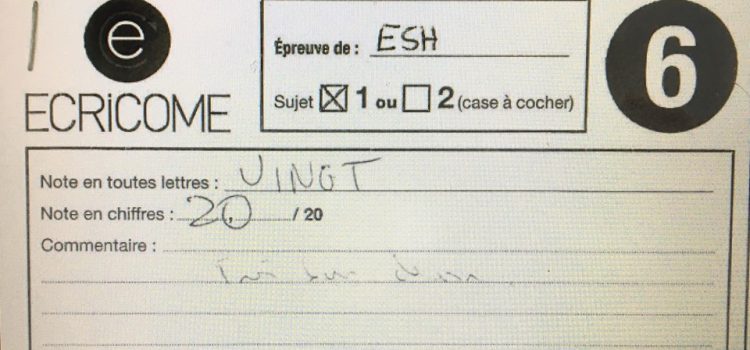 e
ECRiCOME
Épreuve de : ESH
Sujet ☒ 1 ou ☐ 2 (case à cocher)
6
Note en toutes lettres : VINGT
Note en chiffres : 20 / 20
Commentaire :